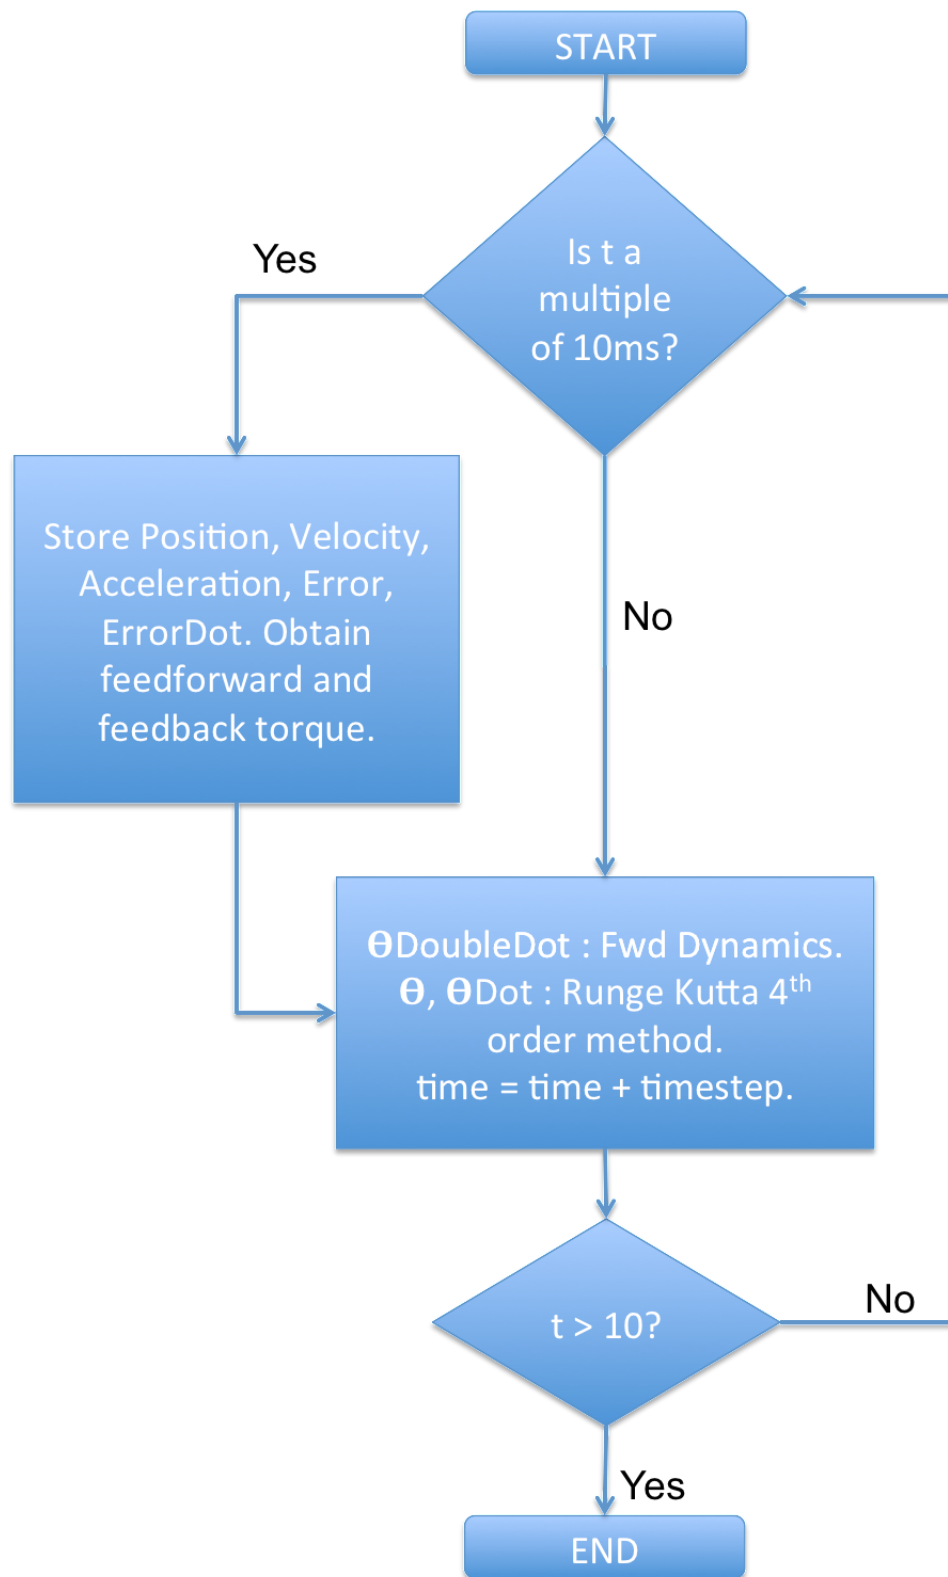 START
Is t a
multiple
of 10ms?
Yes
No
Store Position, Velocity,
Acceleration, Error,
ErrorDot. Obtain
feedforward and
feedback torque.
ΘDoubleDot : Fwd Dynamics.
Θ, ΘDot : Runge Kutta 4th
order method.
time = time + timestep.
t > 10?
No
Yes
END